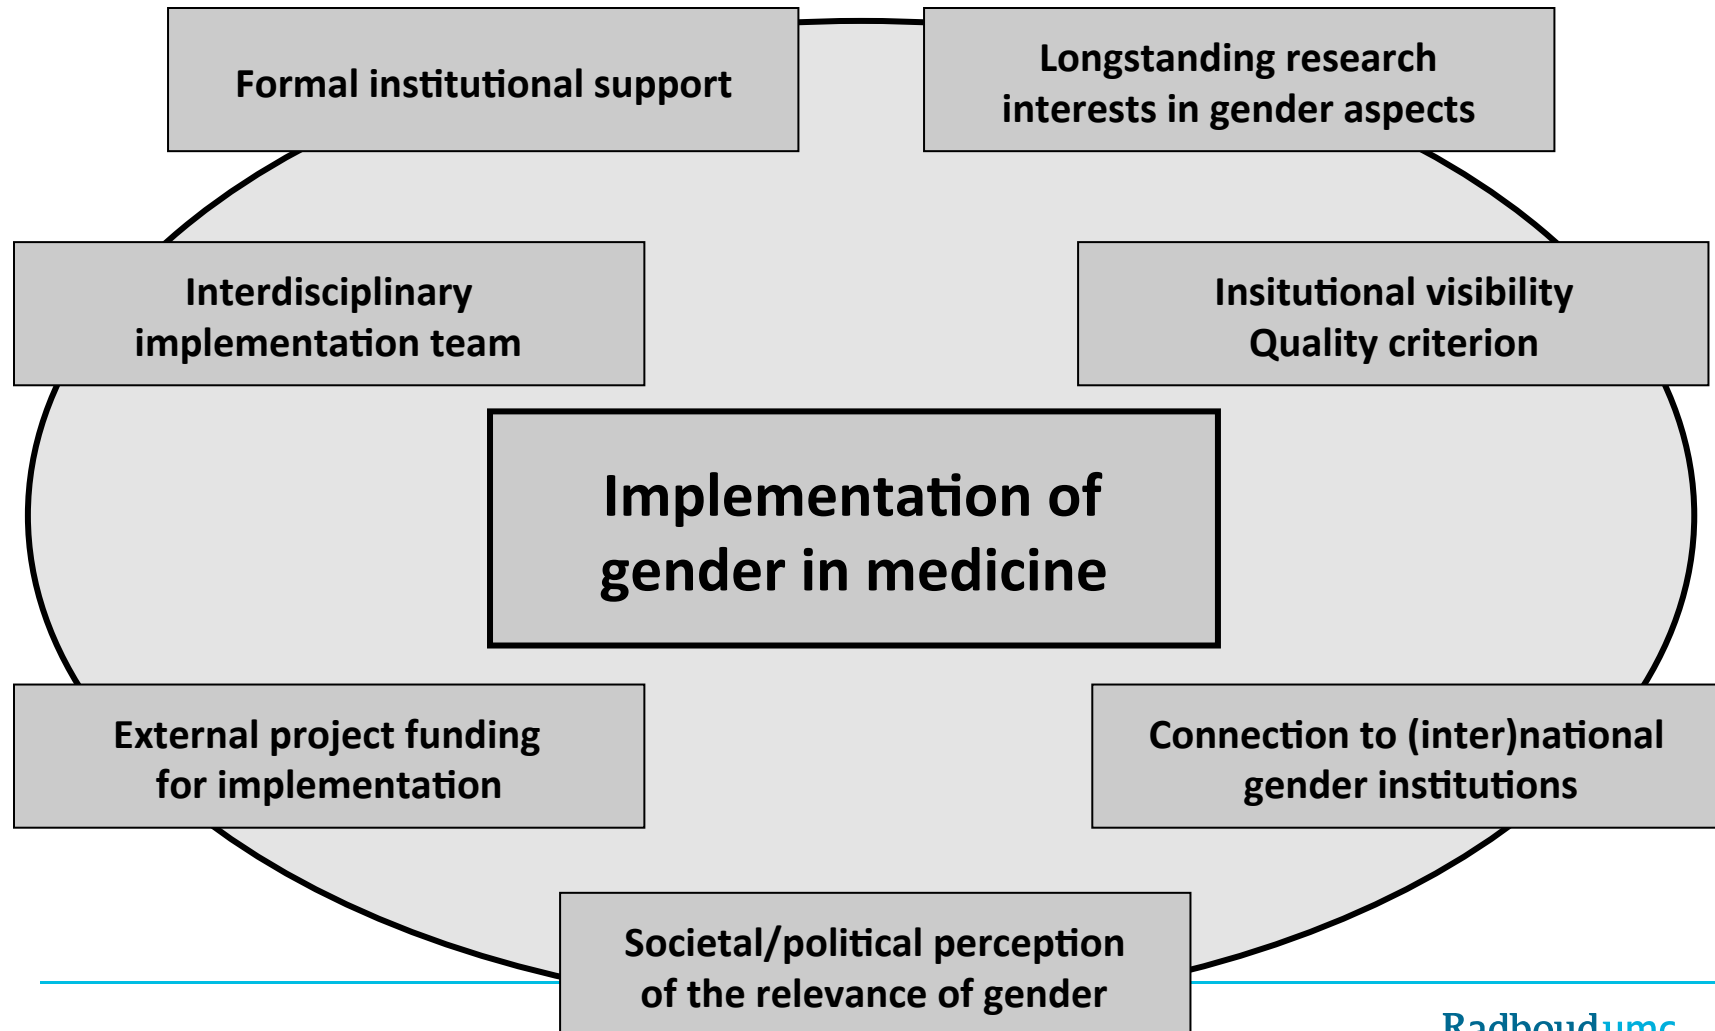 Formal institutional support
Longstanding research
interests in gender aspects
Interdisciplinary
implementation team
Insitutional visibility
Quality criterion
Implementation of
gender in medicine
External project funding
for implementation
Connection to (inter)national
gender institutions
Societal/political perception
of the relevance of gender
Radboudumc